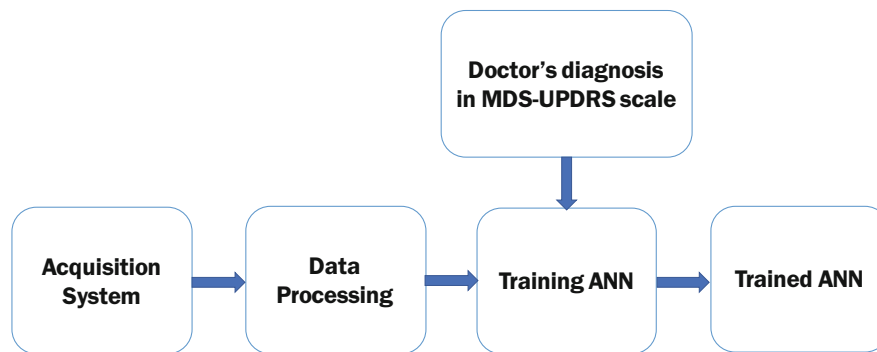 Doctor's diagnosis
in MDS-UPDRS scale
Acquisition
System
Data
Processing
Training ANN
Trained ANN